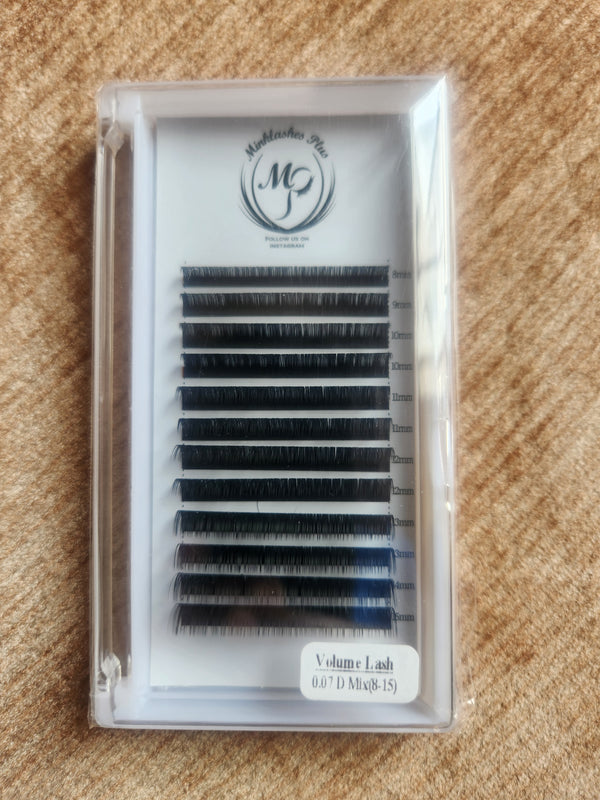 Minklashes Plus
MP
FOLLOW US ON
INSTAGRAM
8mm
9mm
10mm
10mm
11mm
11mm
12mm
12mm
13mm
13mm
14mm
15mm
Volume Lash
0.07 D Mix(8-15)